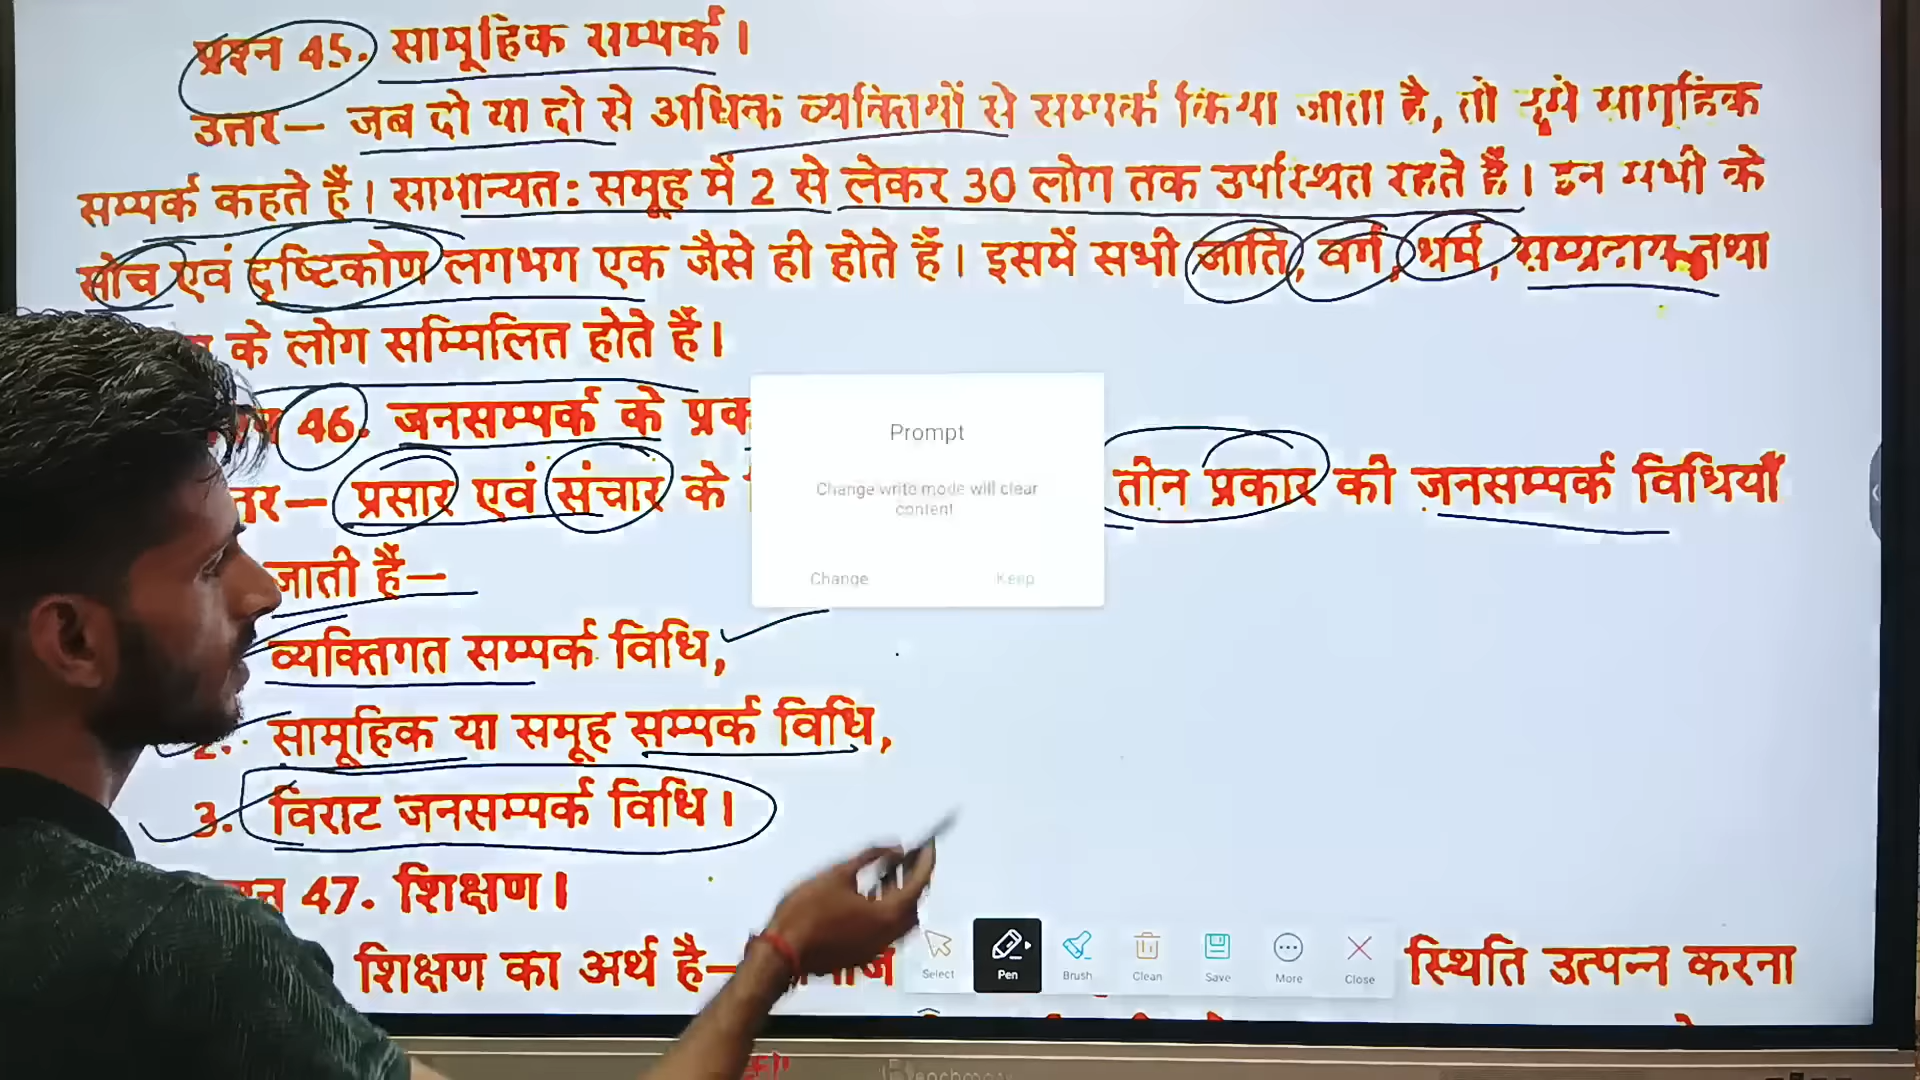 प्रश्न 45. सामूहिक सम्पर्क।
उत्तर— जब दो या दो से अधिक व्यक्तियों से सम्पर्क किया जाता है, तो इसे सामूहिक
सम्पर्क कहते हैं। सामान्यत: समूह में 2 से लेकर 30 लोग तक उपस्थित रहते हैं। इन सभी के
सोच एवं दृष्टिकोण लगभग एक जैसे ही होते हैं। इसमें सभी जाति, वर्ग, धर्म, सम्प्रदाय तथा
के लोग सम्मिलित होते हैं।
46. जनसम्पर्क के
प्रसार एवं संचार के तीन प्रकार की जनसम्पर्क विधियाँ
जाती हैं—
व्यक्तिगत सम्पर्क विधि,
2. सामूहिक या समूह सम्पर्क विधि,
3. विराट जनसम्पर्क विधि।
47. शिक्षण।
शिक्षण का अर्थ है— स्थिति उत्पन्न करना
Prompt
Change write mode will clear
content
Change Keep
Select Pen Brush Clean Save More Close